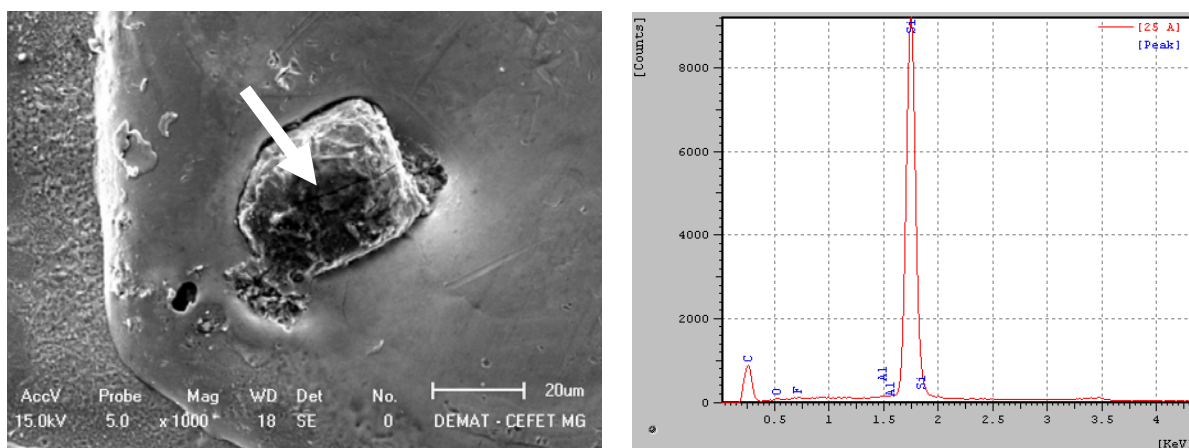 AccV Probe Mag WD Det No.
15.0kV 5.0 x 1000 18 SE 0
20um
DEMAT - CEFET MG
[Counts]
8000
6000
4000
2000
0
[25 A]
[Peak]
Si
C
O
F
Al
Al
Si
0.5 1 1.5 2 2.5 3 3.5 4
[KeV